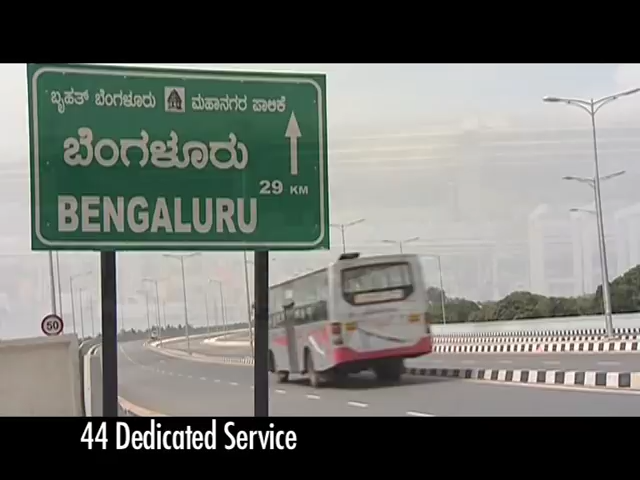 ಬೃಹತ್ ಬೆಂಗಳೂರು ಮಹಾನಗರ ಪಾಲಿಕೆ
ಬೆಂಗಳೂರು
29 KM
BENGALURU
50
44 Dedicated Service